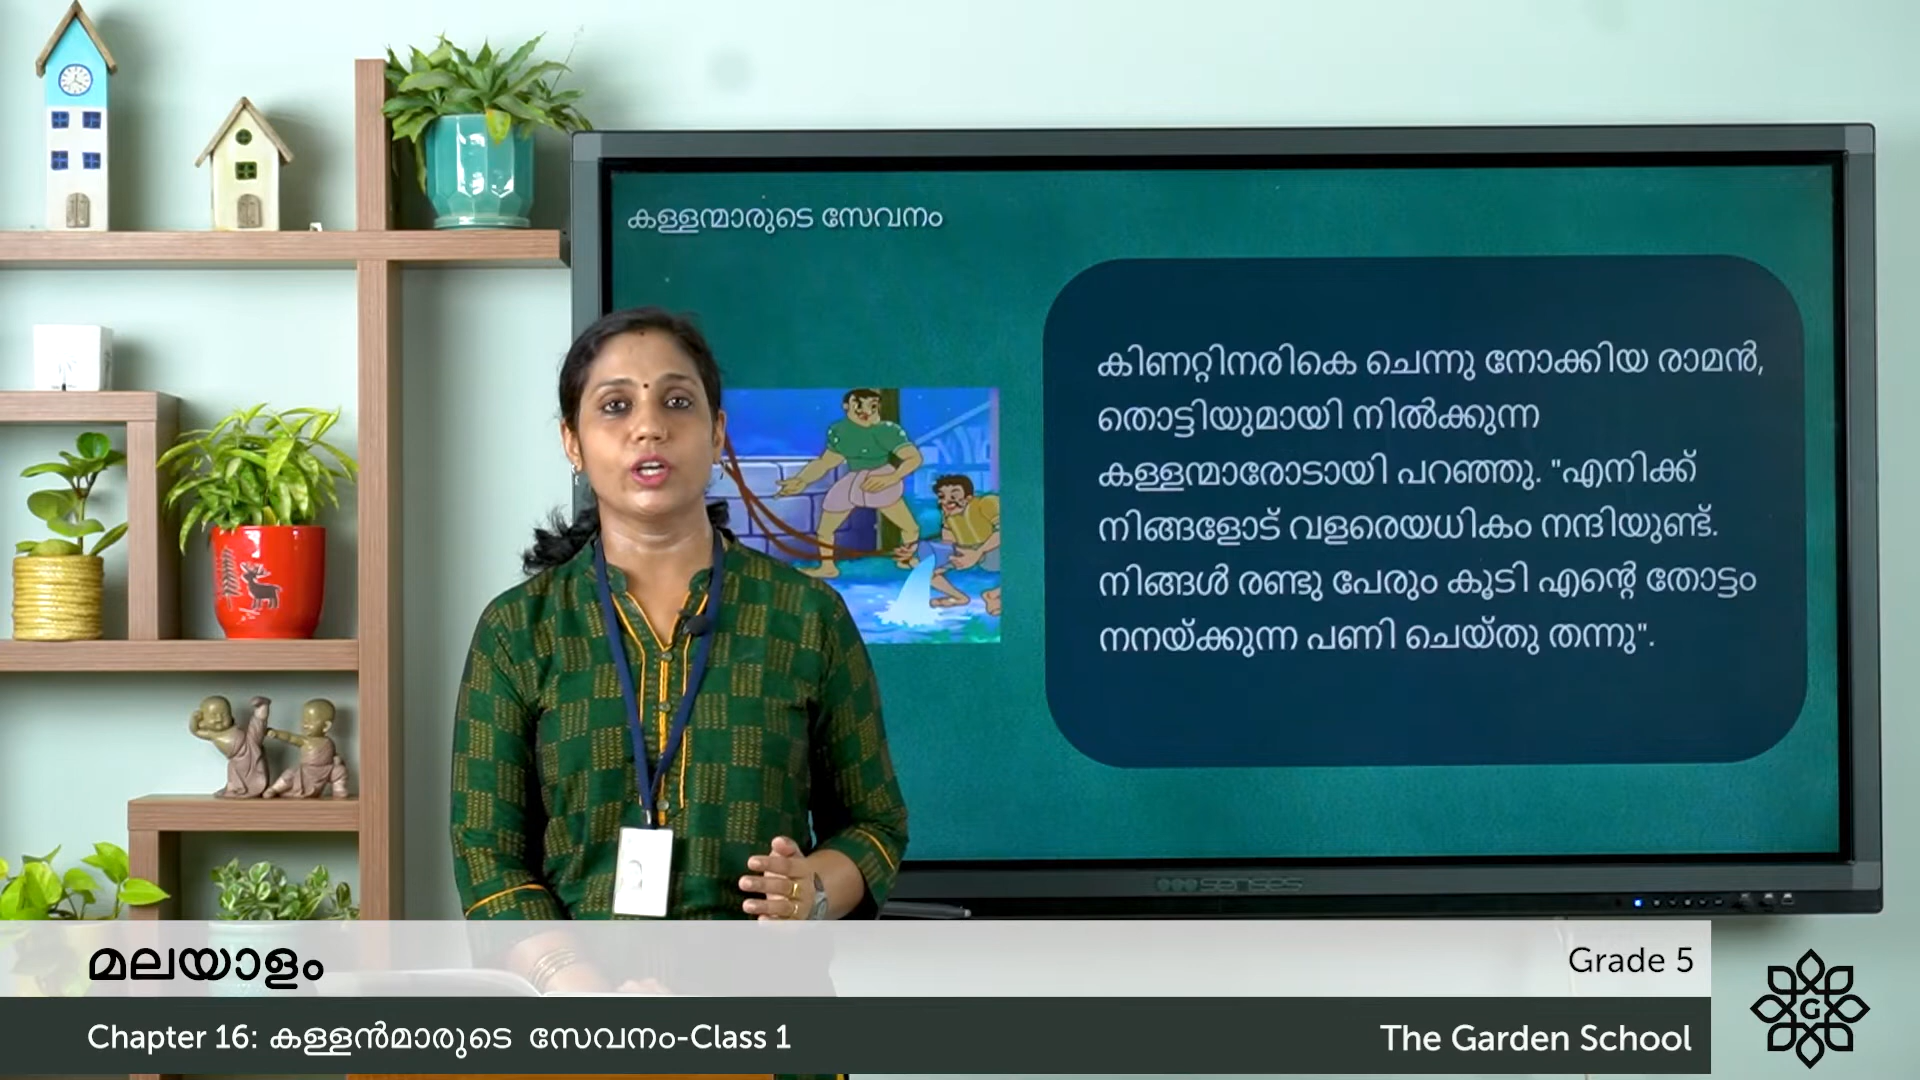 കള്ളന്മാരുടെ സേവനം
കിണറ്റിനരികെ ചെന്നു നോക്കിയ രാമൻ,
തൊട്ടിയുമായി നിൽക്കുന്ന
കള്ളന്മാരോടായി പറഞ്ഞു. "എനിക്ക്
നിങ്ങളോട് വളരെയധികം നന്ദിയുണ്ട്.
നിങ്ങൾ രണ്ടു പേരും കൂടി എന്റെ തോട്ടം
നനയ്ക്കുന്ന പണി ചെയ്തു തന്നു".
senses
മലയാളം
Grade 5
Chapter 16: കള്ളൻമാരുടെ സേവനം-Class 1
The Garden School
G